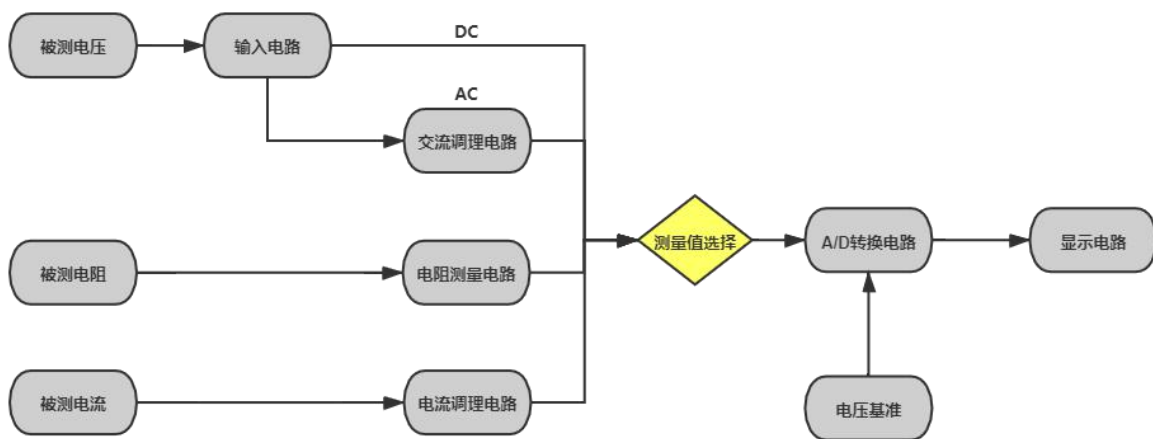 DC
被测电压
输入电路
AC
交流调理电路
测量值选择
A/D转换电路
显示电路
被测电阻
电阻测量电路
被测电流
电流调理电路
电压基准